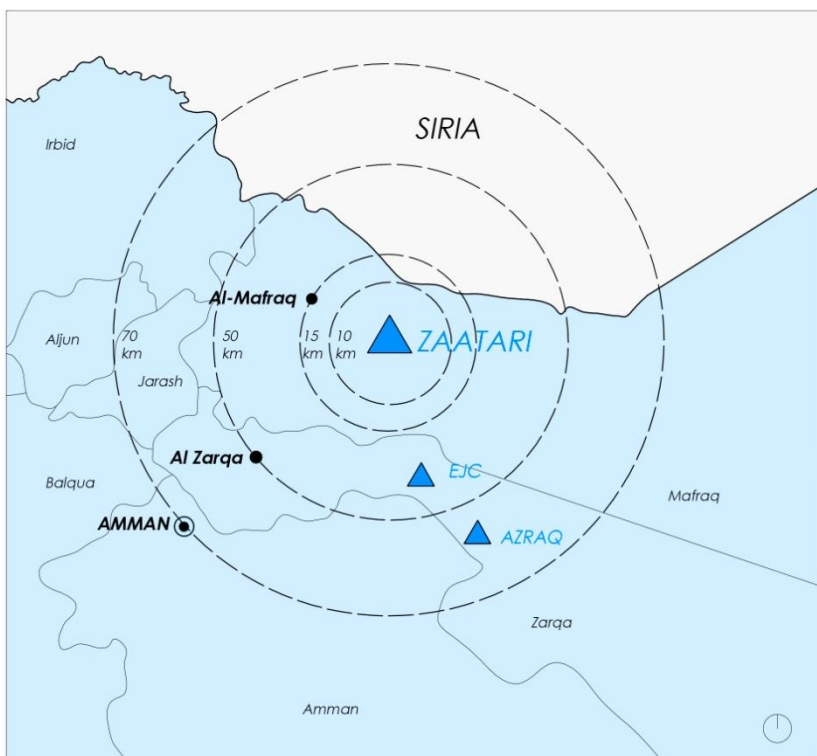 SIRIA
Irbid
Al-Mafraq
Aljun
70
km
50
km
15
km
10
km
ZAATARI
Jarash
Al Zarqa
EJC
Balqua
Mafraq
AMMAN
AZRAQ
Zarqa
Amman